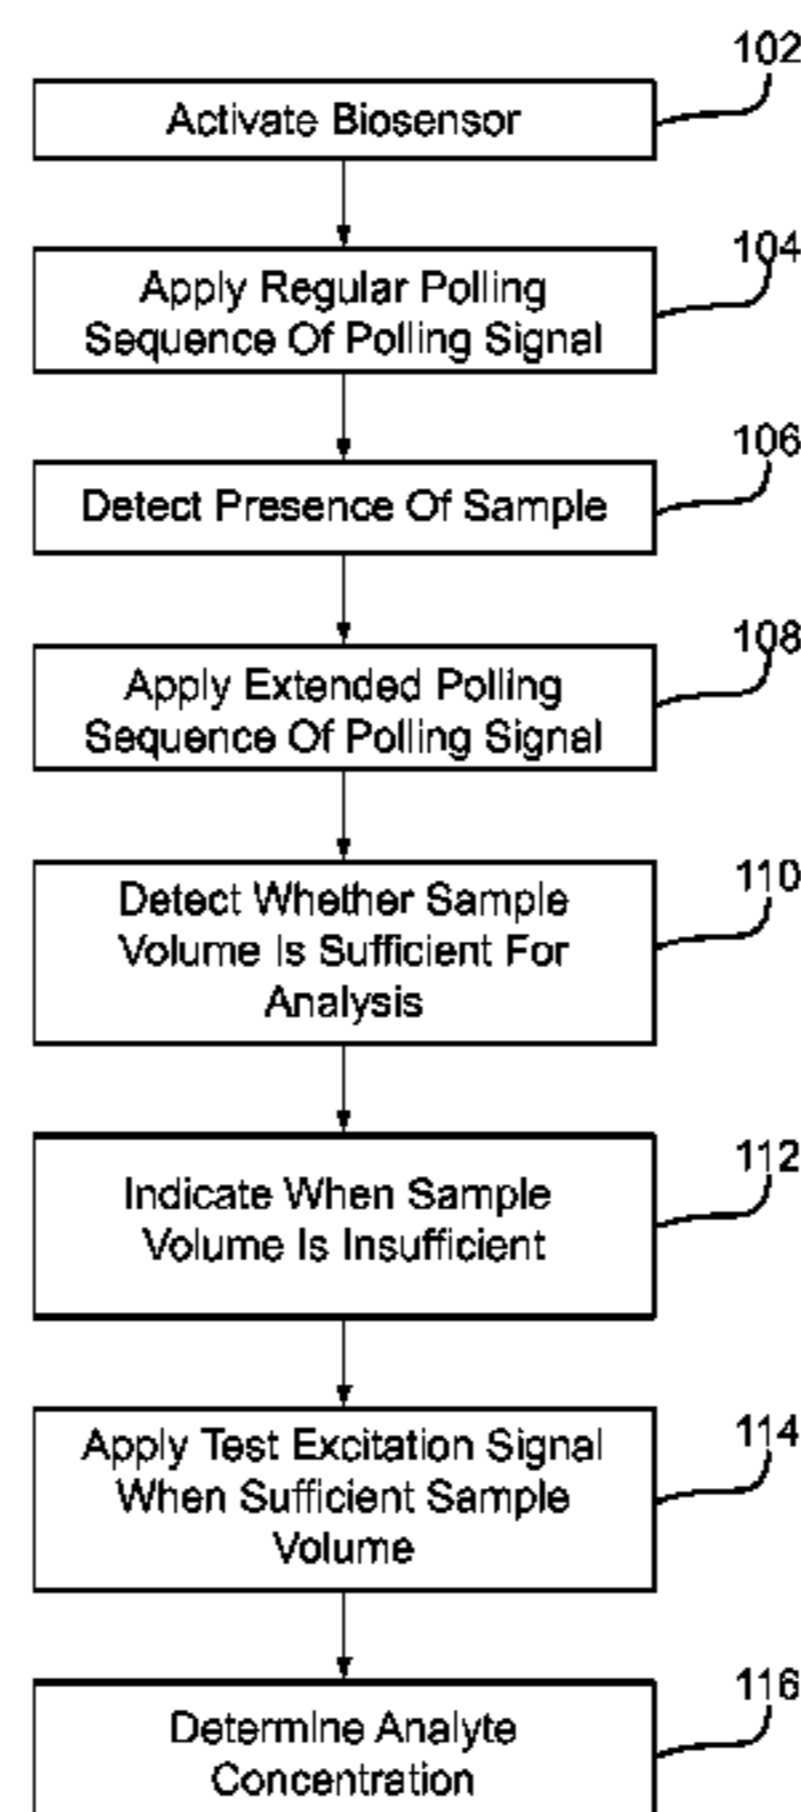 102
Activate Biosensor
104
Apply Regular Polling
Sequence Of Polling Signal
106
Detect Presence Of Sample
108
Apply Extended Polling
Sequence Of Polling Signal
110
Detect Whether Sample
Volume Is Sufficient For
Analysis
112
Indicate When Sample
Volume Is Insufficient
114
Apply Test Excitation Signal
When Sufficient Sample
Volume
116
Determine Analyte
Concentration